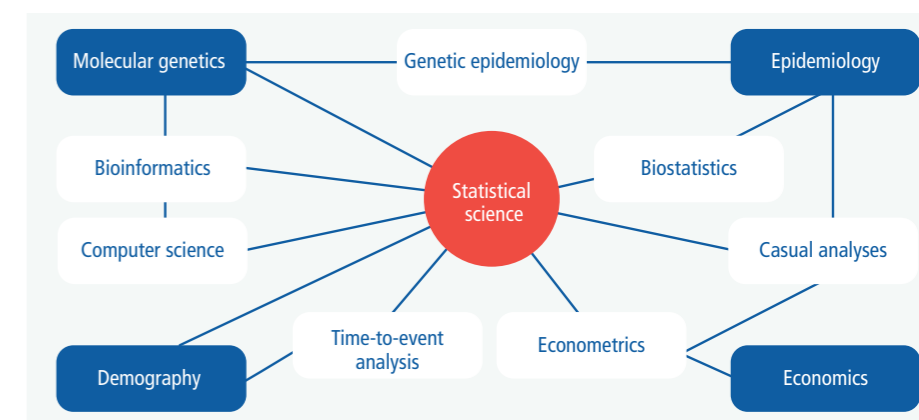 Molecular genetics
Genetic epidemiology
Epidemiology
Bioinformatics
Statistical
science
Biostatistics
Computer science
Casual analyses
Time-to-event
analysis
Econometrics
Demography
Economics